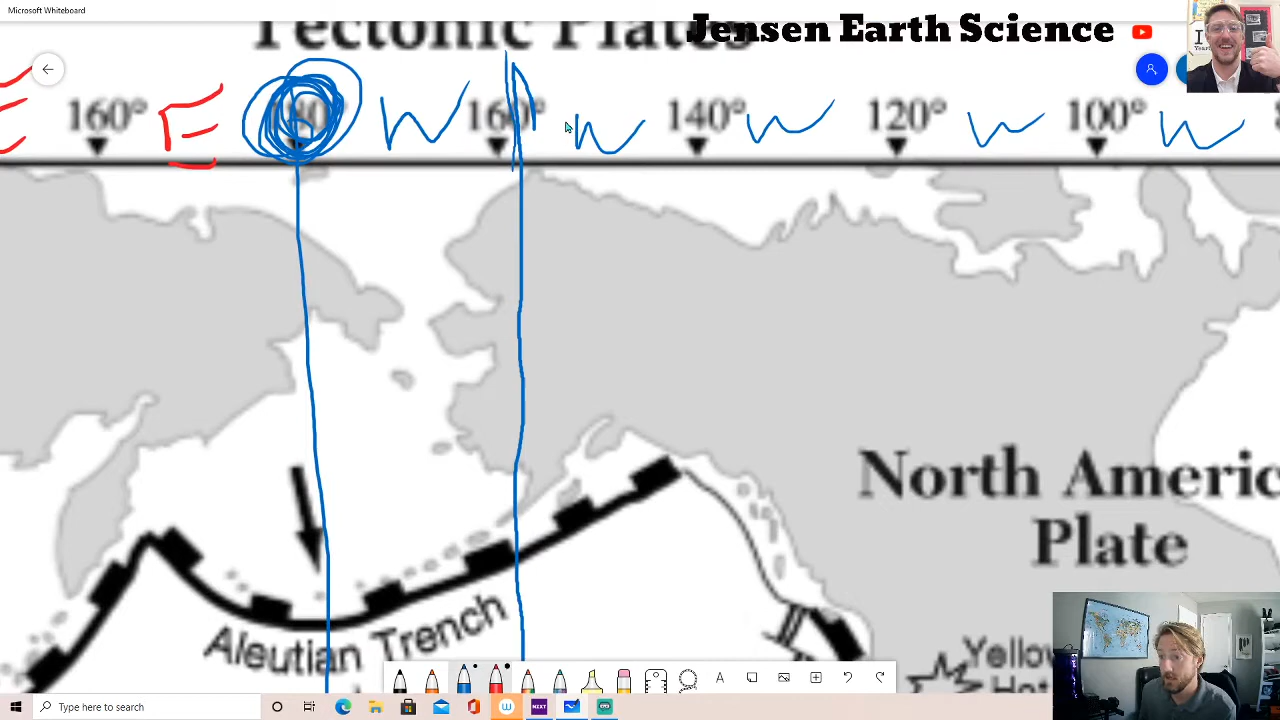 Microsoft Whiteboard
Tectonic Plates
Jensen Earth Science
E 160° E 180° W 160° W 140° W 120° W 100° W
North Americ
Plate
Aleutian Trench
Yellow
Type here to search